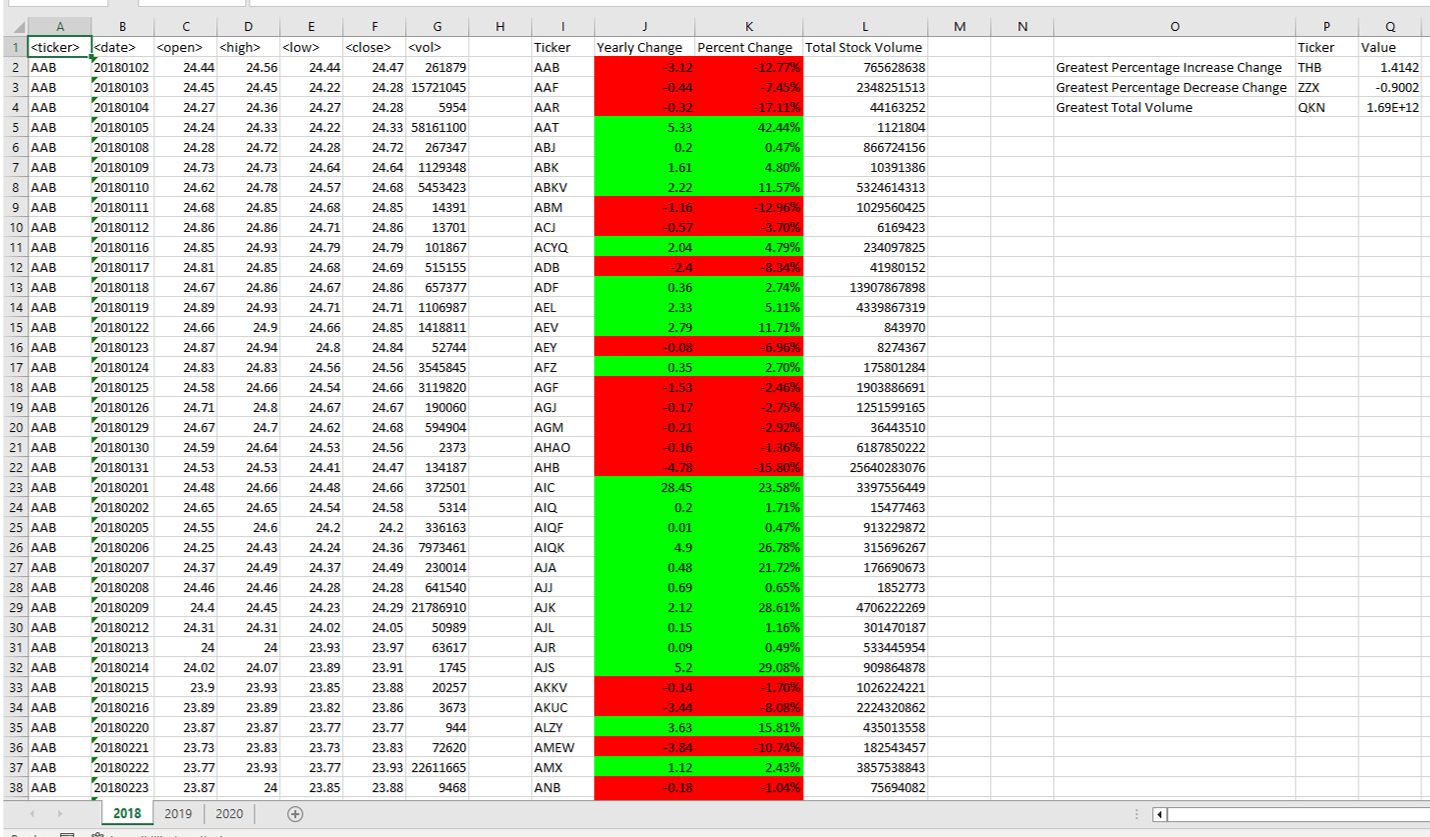 A B C D E F G H I J K L M N O P Q
1 <ticker> <date> <open> <high> <low> <close> <vol> Ticker Yearly Change Percent Change Total Stock Volume Ticker Value
2 AAB 20180102 24.44 24.56 24.44 24.47 261879 AAB -3.12 -12.77% 765628638 Greatest Percentage Increase Change THB 1.4142
3 AAB 20180103 24.45 24.45 24.22 24.28 15721045 AAF -0.44 -7.45% 2348251513 Greatest Percentage Decrease Change ZZX -0.9002
4 AAB 20180104 24.27 24.36 24.27 24.28 5954 AAR -0.32 -17.11% 44163252 Greatest Total Volume QKN 1.69E+12
5 AAB 20180105 24.24 24.33 24.22 24.33 58161100 AAT 5.33 42.44% 1121804
6 AAB 20180108 24.28 24.72 24.28 24.72 267347 ABJ 0.2 0.47% 866724156
7 AAB 20180109 24.73 24.73 24.64 24.64 1129348 ABK 1.61 4.80% 10391386
8 AAB 20180110 24.62 24.78 24.57 24.68 5453423 ABKV 2.22 11.57% 5324614313
9 AAB 20180111 24.68 24.85 24.68 24.85 14391 ABM -1.16 -12.96% 1029560425
10 AAB 20180112 24.86 24.86 24.71 24.86 13701 ACJ -0.57 -3.70% 6169423
11 AAB 20180116 24.85 24.93 24.79 24.79 101867 ACYQ 2.04 4.79% 234097825
12 AAB 20180117 24.81 24.85 24.68 24.69 515155 ADB -2.4 -8.34% 41980152
13 AAB 20180118 24.67 24.86 24.67 24.86 657377 ADF 0.36 2.74% 13907867898
14 AAB 20180119 24.89 24.93 24.71 24.71 1106987 AEL 2.33 5.11% 4339867319
15 AAB 20180122 24.66 24.9 24.66 24.85 1418811 AEV 2.79 11.71% 843970
16 AAB 20180123 24.87 24.94 24.8 24.84 52744 AEY -0.08 -6.96% 8274367
17 AAB 20180124 24.83 24.83 24.56 24.56 3545845 AFZ 0.35 2.70% 175801284
18 AAB 20180125 24.58 24.66 24.54 24.66 3119820 AGF -1.53 -2.46% 1903886691
19 AAB 20180126 24.71 24.8 24.67 24.67 190060 AGJ -0.17 -2.75% 1251599165
20 AAB 20180129 24.67 24.7 24.62 24.68 594904 AGM -0.21 -2.92% 36443510
21 AAB 20180130 24.59 24.64 24.53 24.56 2373 AHAO -0.16 -1.36% 6187850222
22 AAB 20180131 24.53 24.53 24.41 24.47 134187 AHB -4.78 -15.80% 25640283076
23 AAB 20180201 24.48 24.66 24.48 24.66 372501 AIC 28.45 23.58% 3397556449
24 AAB 20180202 24.65 24.65 24.54 24.58 5314 AIQ 0.2 1.71% 15477463
25 AAB 20180205 24.55 24.6 24.2 24.2 336163 AIQF 0.01 0.47% 913229872
26 AAB 20180206 24.25 24.43 24.24 24.36 7973461 AIQK 4.9 26.78% 315696267
27 AAB 20180207 24.37 24.49 24.37 24.49 230014 AJA 0.48 21.72% 176690673
28 AAB 20180208 24.46 24.46 24.28 24.28 641540 AJJ 0.69 0.65% 1852773
29 AAB 20180209 24.4 24.45 24.23 24.29 21786910 AJK 2.12 28.61% 4706222269
30 AAB 20180212 24.31 24.31 24.02 24.05 50989 AJL 0.15 1.16% 301470187
31 AAB 20180213 24 24 23.93 23.97 63617 AJR 0.09 0.49% 533445954
32 AAB 20180214 24.02 24.07 23.89 23.91 1745 AJS 5.2 29.08% 909864878
33 AAB 20180215 23.9 23.93 23.85 23.88 20257 AKKV -0.14 -1.70% 1026224221
34 AAB 20180216 23.89 23.89 23.82 23.86 3673 AKUC -3.44 -8.08% 2224320862
35 AAB 20180220 23.87 23.87 23.77 23.77 944 ALZY 3.63 15.81% 435013558
36 AAB 20180221 23.73 23.83 23.73 23.83 72620 AMEW -3.84 -10.74% 182543457
37 AAB 20180222 23.77 23.93 23.77 23.93 22611665 AMX 1.12 2.43% 3857538843
38 AAB 20180223 23.87 24 23.85 23.88 9468 ANB -0.18 -1.04% 75694082
2018 2019 2020